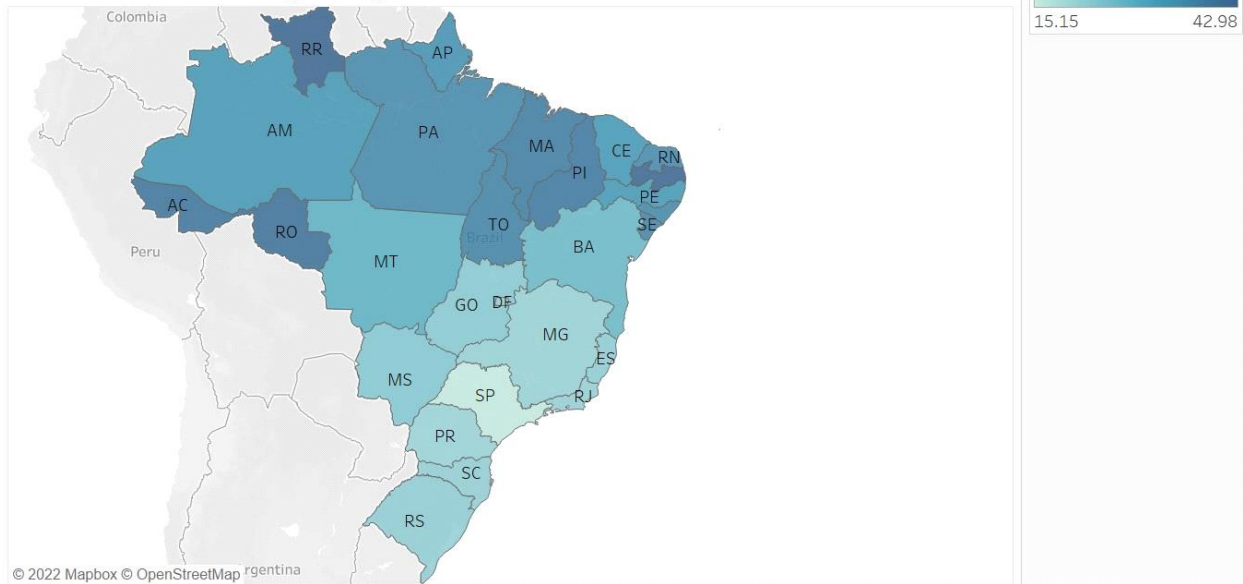 Colombia
15.15 42.98
RR
AP
AM
PA
MA
CE
RN
PI
PE
AC
TO
SE
RO
Brazil
BA
Peru
MT
GO
DF
MG
ES
MS
SP
RJ
PR
SC
RS
© 2022 Mapbox © OpenStreetMap
rgentina